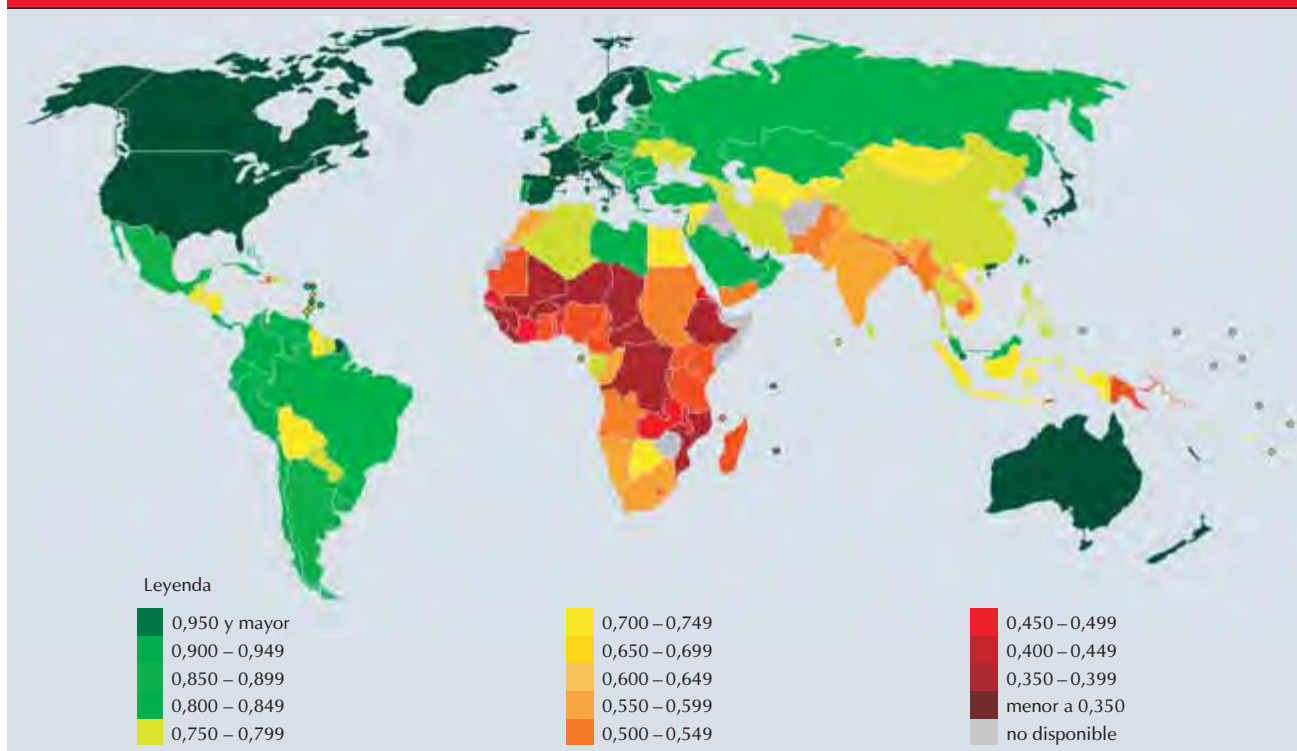 Leyenda
0,950 y mayor
0,900 – 0,949
0,850 – 0,899
0,800 – 0,849
0,750 – 0,799
0,700 – 0,749
0,650 – 0,699
0,600 – 0,649
0,550 – 0,599
0,500 – 0,549
0,450 – 0,499
0,400 – 0,449
0,350 – 0,399
menor a 0,350
no disponible